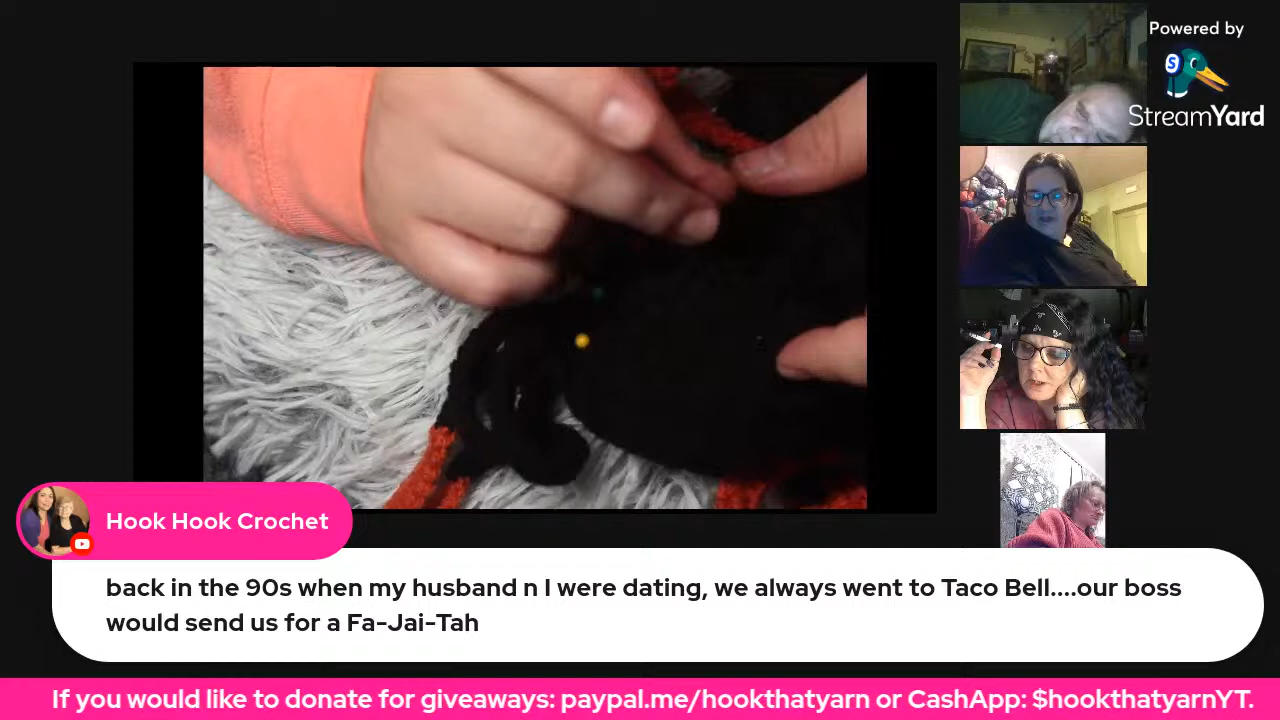 Powered by
StreamYard
Hook Hook Crochet
back in the 90s when my husband n I were dating, we always went to Taco Bell....our boss
would send us for a Fa-Jai-Tah
If you would like to donate for giveaways: paypal.me/hookthatyarn or CashApp: $hookthatyarnYT.